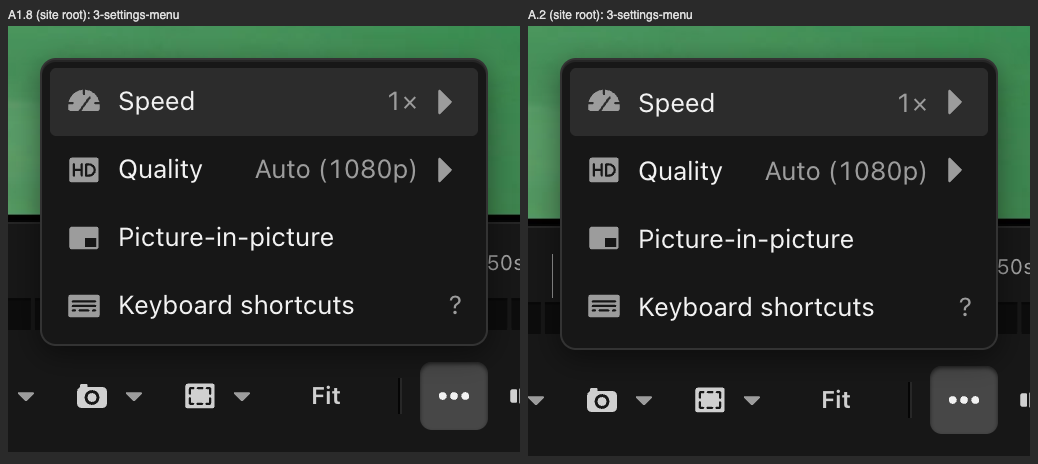 A1.8 (site root): 3-settings-menu
Speed 1×
HD Quality Auto (1080p)
Picture-in-picture
50s
Keyboard shortcuts ?
Fit
A.2 (site root): 3-settings-menu
Speed 1×
HD Quality Auto (1080p)
Picture-in-picture
50s
Keyboard shortcuts ?
Fit